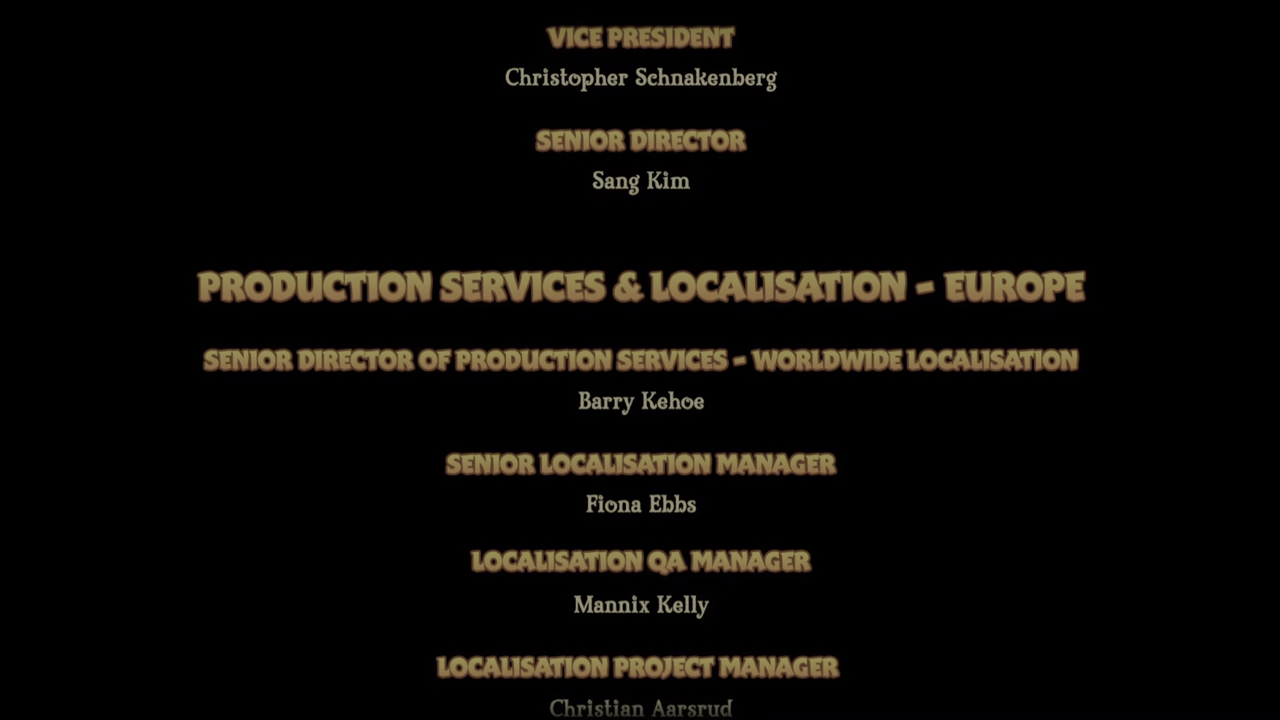 VICE PRESIDENT
Christopher Schnakenberg
SENIOR DIRECTOR
Sang Kim
PRODUCTION SERVICES & LOCALISATION - EUROPE
SENIOR DIRECTOR OF PRODUCTION SERVICES - WORLDWIDE LOCALISATION
Barry Kehoe
SENIOR LOCALISATION MANAGER
Fiona Ebbs
LOCALISATION QA MANAGER
Mannix Kelly
LOCALISATION PROJECT MANAGER
Christian Aarsrud